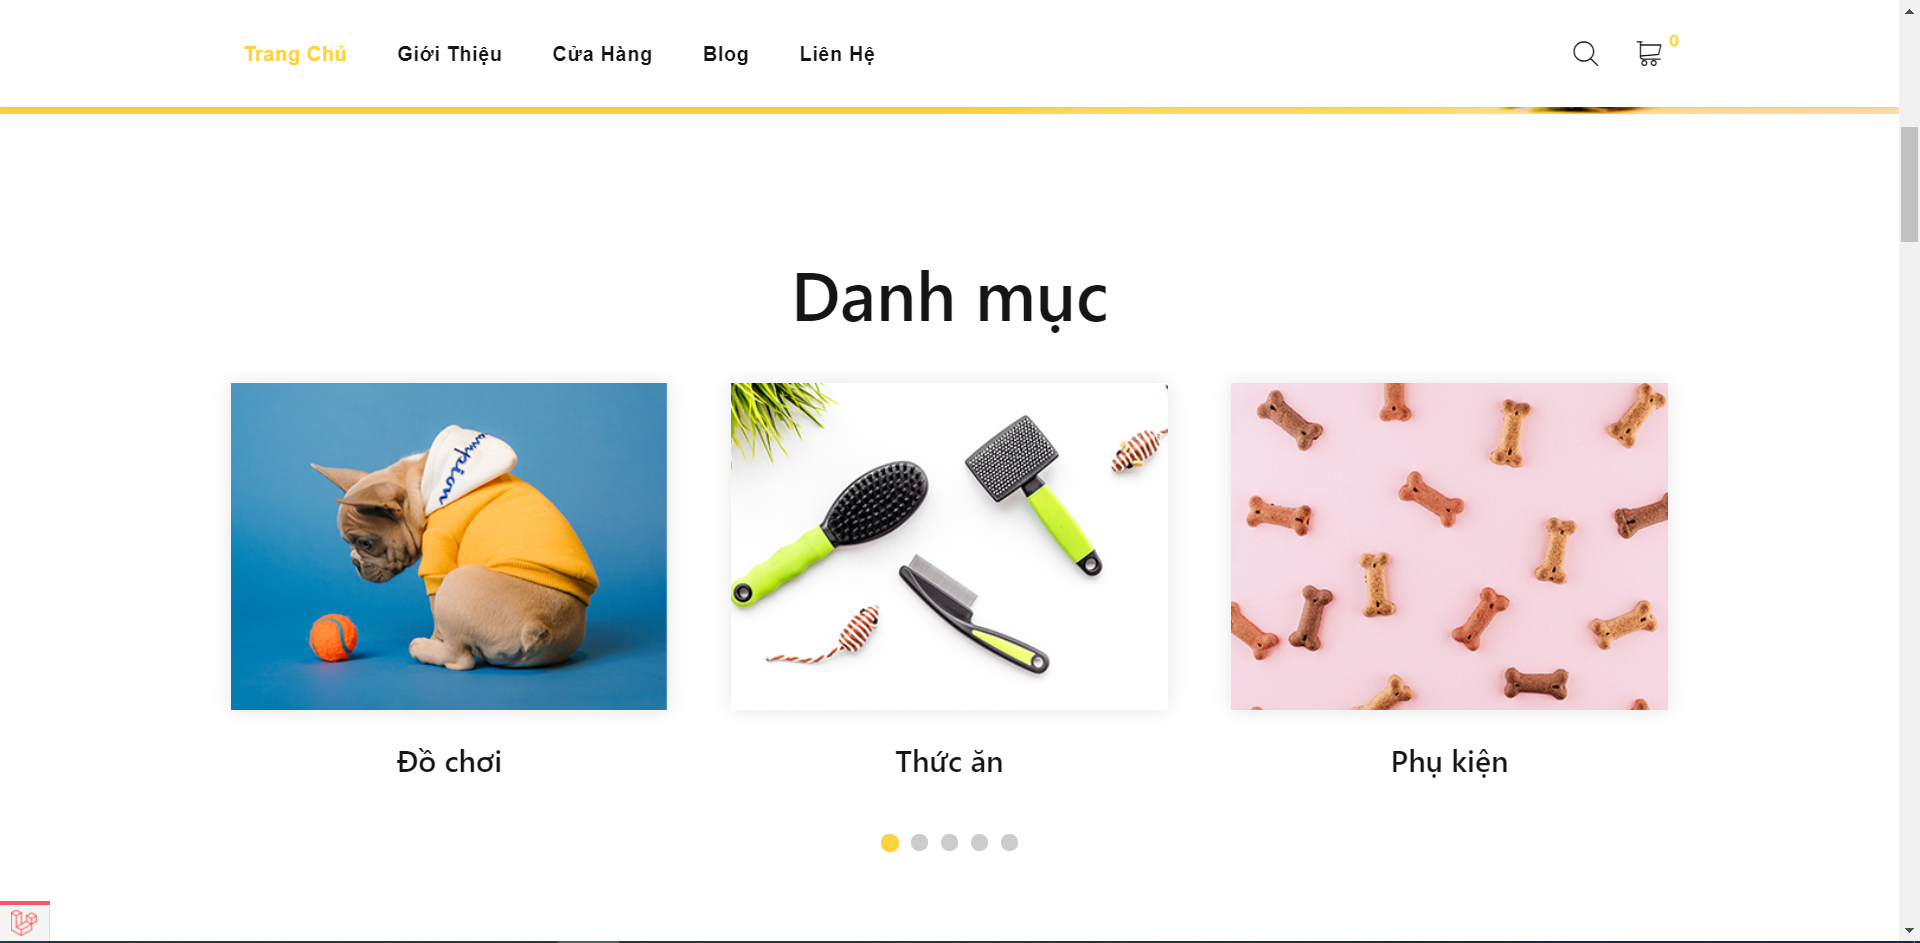 Trang Chủ
Giới Thiệu
Cửa Hàng
Blog
Liên Hệ
0
Danh mục
Đồ chơi
Thức ăn
Phụ kiện